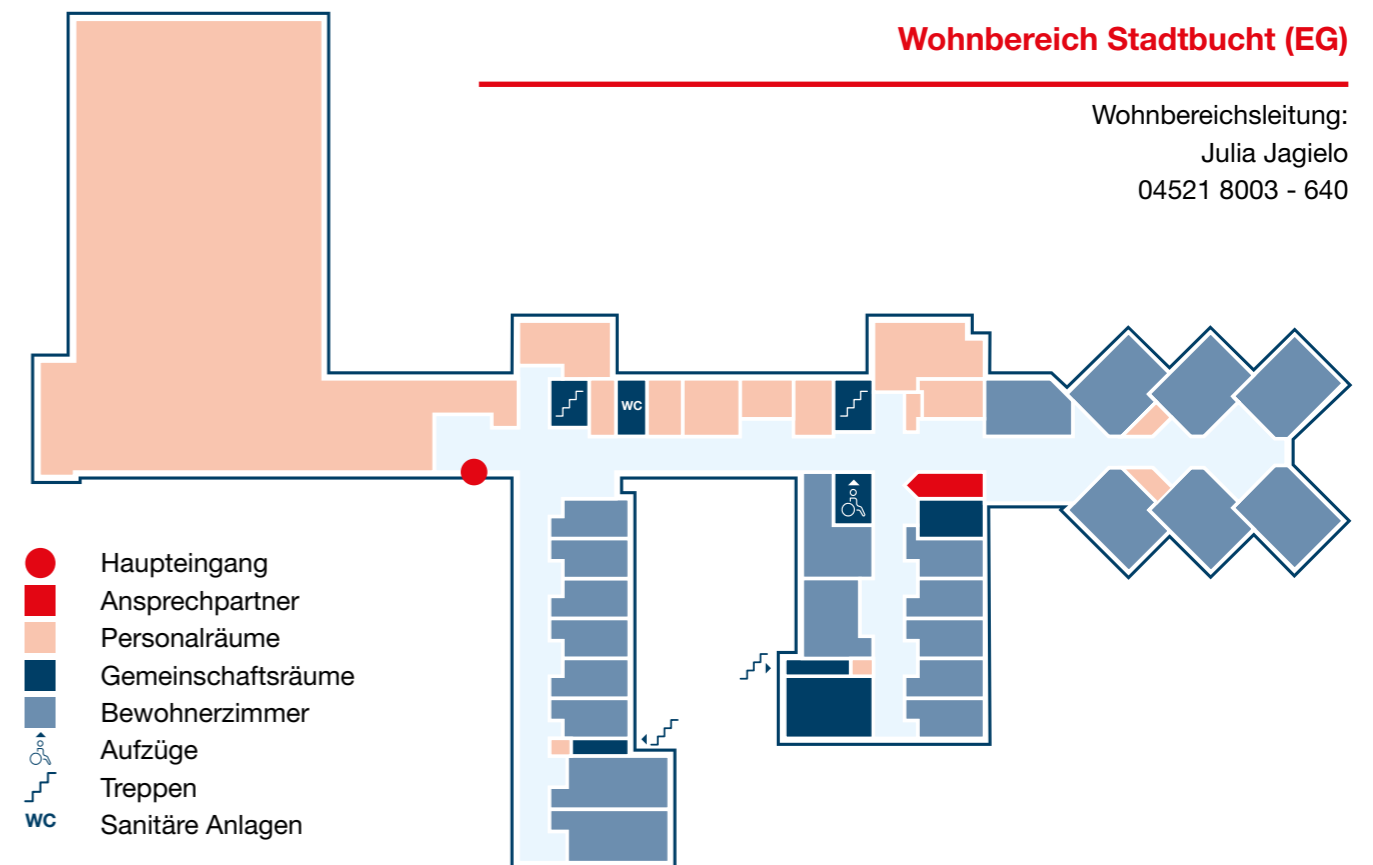 Wohnbereich Stadtbucht (EG)
Wohnbereichsleitung:
Julia Jagielo
04521 8003 - 640
WC
Haupteingang
Ansprechpartner
Personalräume
Gemeinschaftsräume
Bewohnerzimmer
Aufzüge
Treppen
WC Sanitäre Anlagen